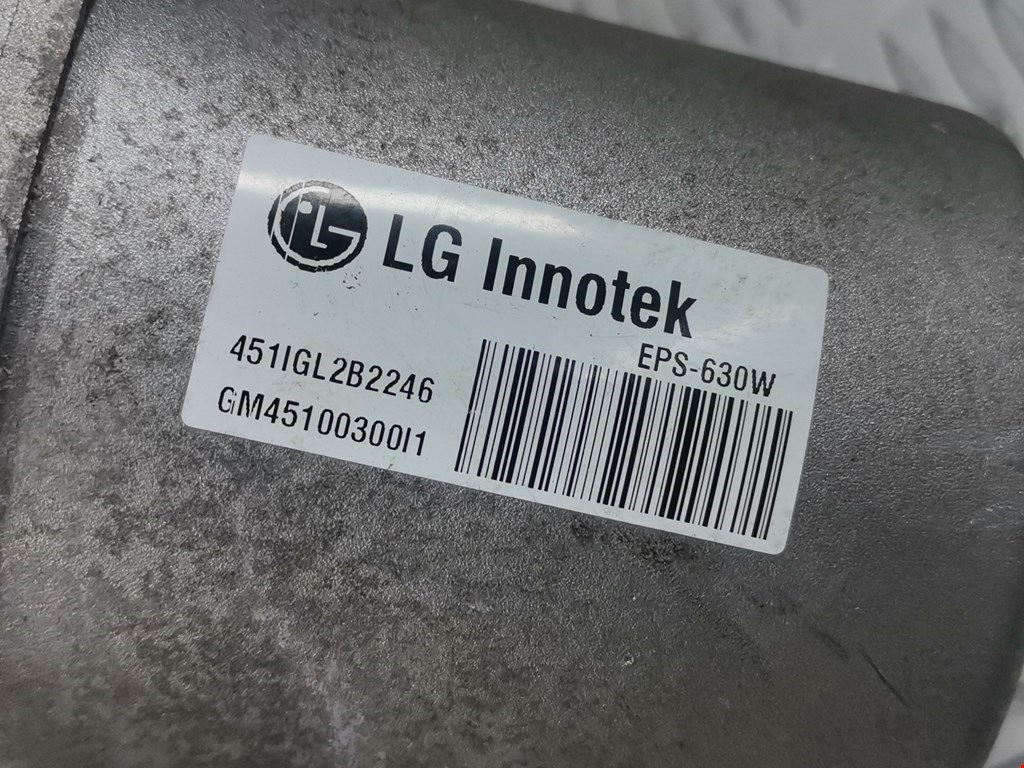 LG Innotek
EPS-630W
451IGL2B2246
GM45100300I1